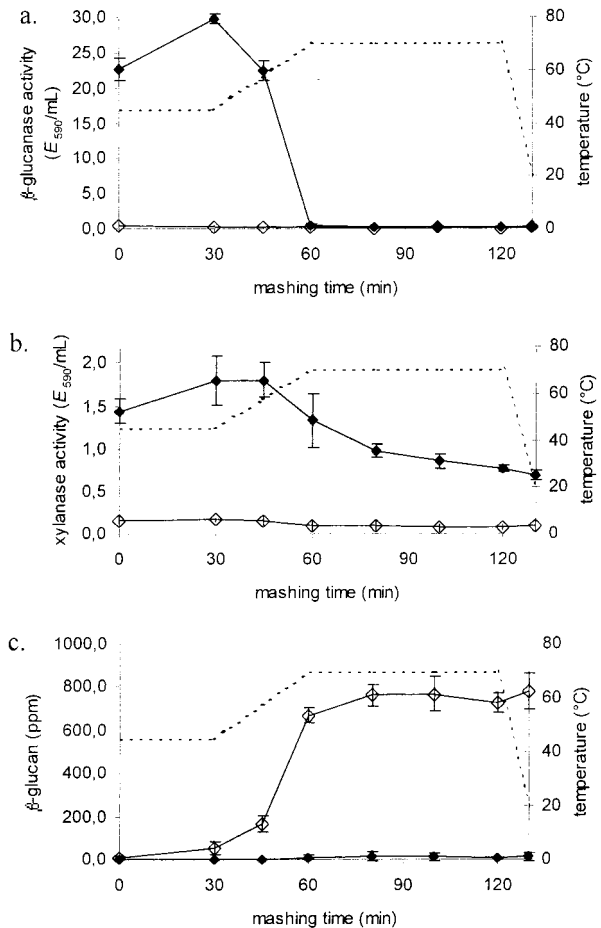 a.
30,0
25,0
20,0
15,0
10,0
5,0
0,0
β-glucanase activity
(E590/mL)
80
60
40
20
0
temperature (°C)
0 30 60 90 120
mashing time (min)
b.
2,0
1,5
1,0
0,5
0,0
xylanase activity (E590/mL)
80
60
40
20
0
temperature (°C)
0 30 60 90 120
mashing time (min)
c.
1000,0
800,0
600,0
400,0
200,0
0,0
β-glucan (ppm)
80
60
40
20
0
temperature (°C)
0 30 60 90 120
mashing time (min)